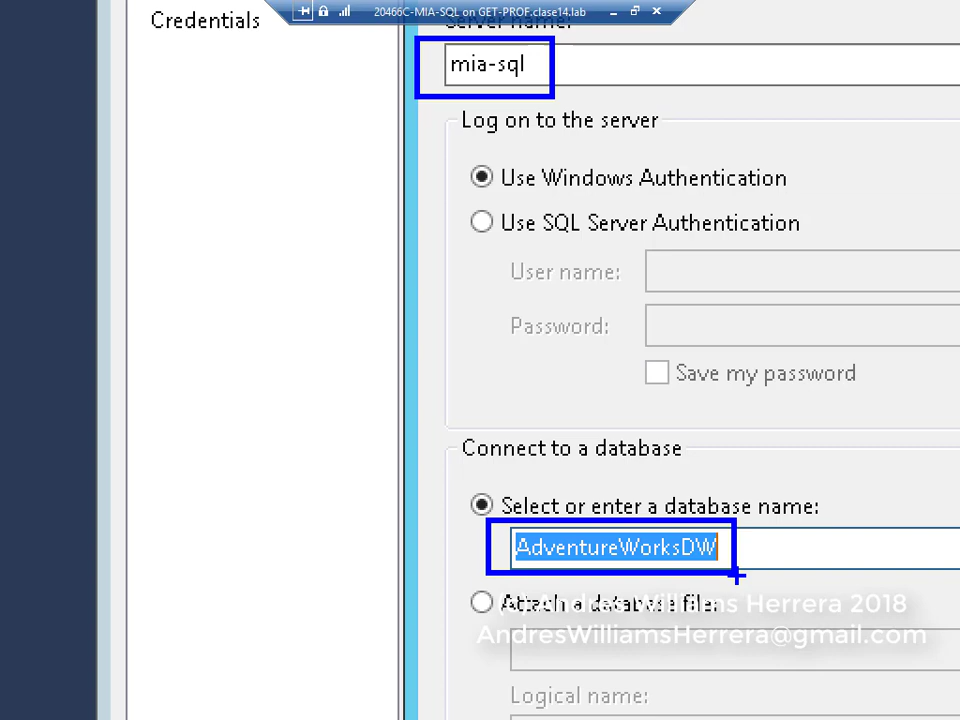 20466C-MIA-SQL on GET-PROF.clase14.lab
Credentials
Server name:
mia-sql
Log on to the server
Use Windows Authentication
Use SQL Server Authentication
User name:
Password:
Save my password
Connect to a database
Select or enter a database name:
AdventureWorksDW
Attach a database file:
Andres Williams Herrera 2018
AndresWilliamsHerrera@gmail.com
Logical name: